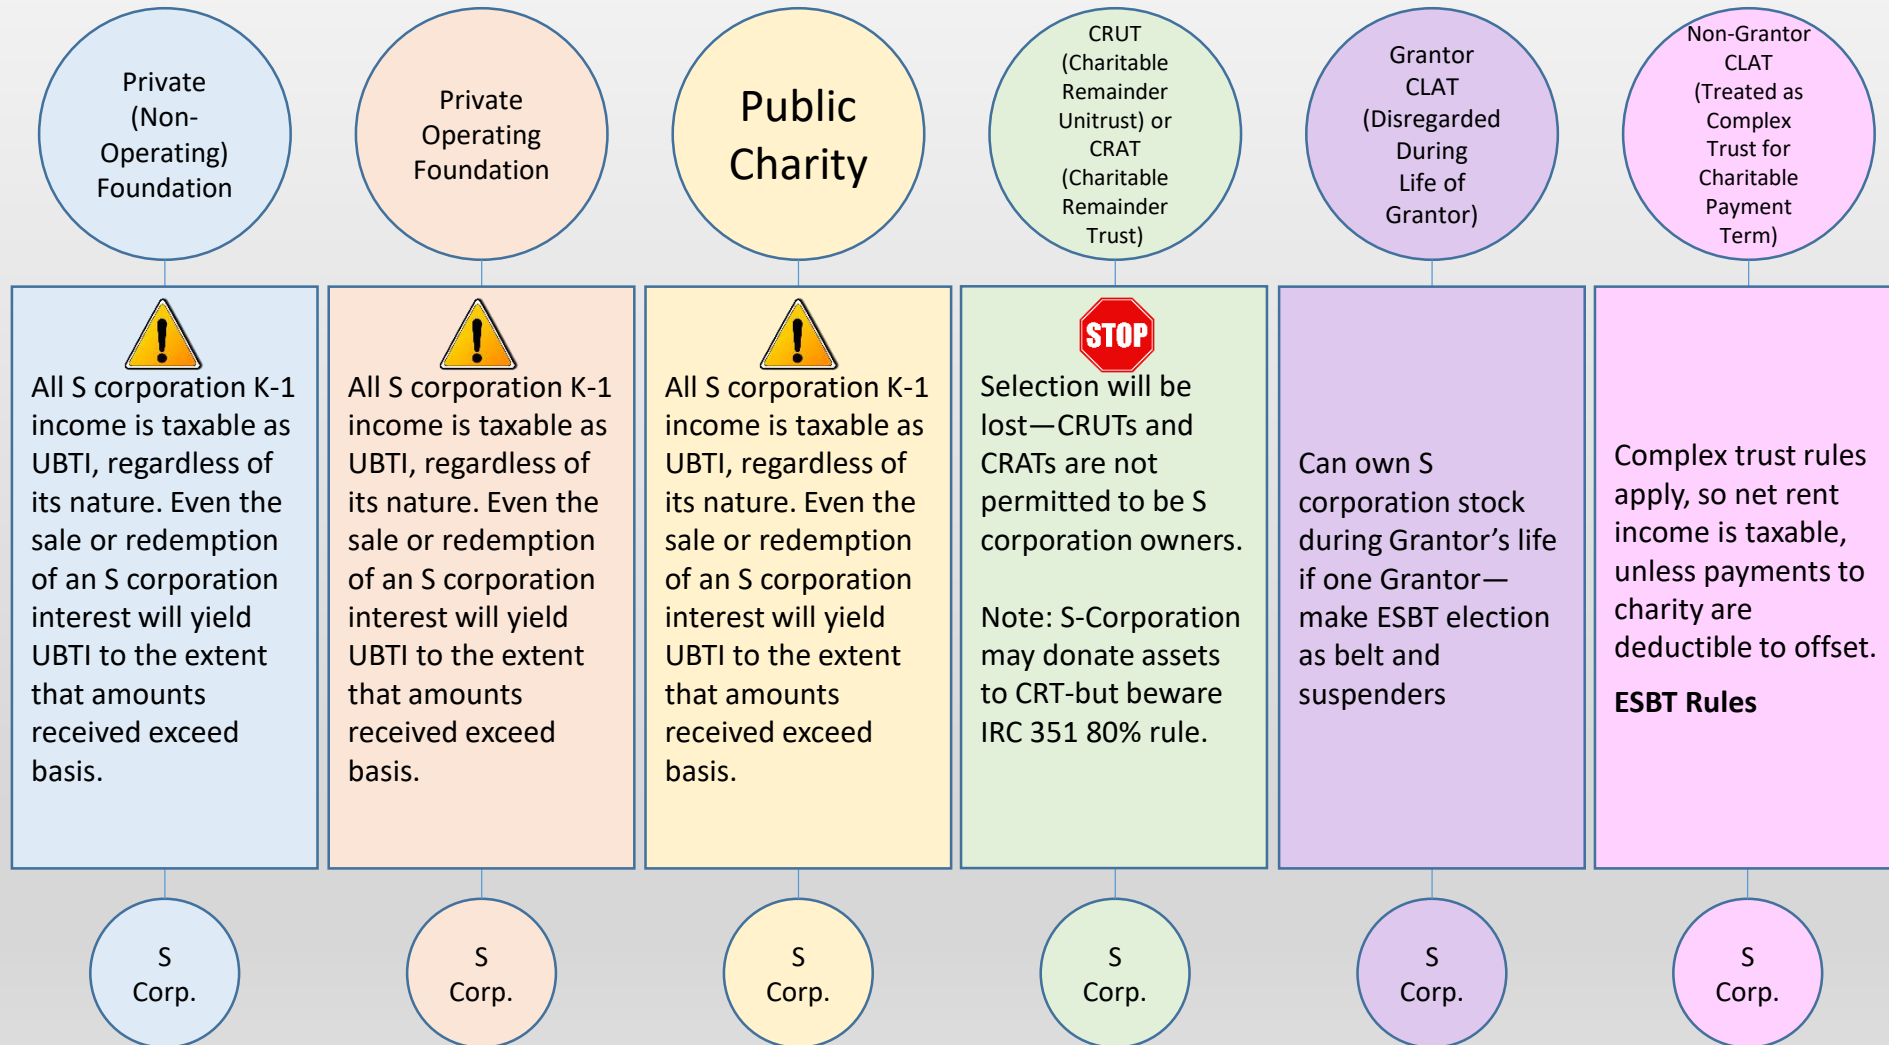 Private
(Non-
Operating)
Foundation
Private
Operating
Foundation
Public
Charity
CRUT
(Charitable
Remainder
Unitrust) or
CRAT
(Charitable
Remainder
Trust)
Grantor
CLAT
(Disregarded
During
Life of
Grantor)
Non-Grantor
CLAT
(Treated as
Complex
Trust for
Charitable
Payment
Term)
All S corporation K-1
income is taxable as
UBTI, regardless of
its nature. Even the
sale or redemption
of an S corporation
interest will yield
UBTI to the extent
that amounts
received exceed
basis.
All S corporation K-1
income is taxable as
UBTI, regardless of
its nature. Even the
sale or redemption
of an S corporation
interest will yield
UBTI to the extent
that amounts
received exceed
basis.
All S corporation K-1
income is taxable as
UBTI, regardless of
its nature. Even the
sale or redemption
of an S corporation
interest will yield
UBTI to the extent
that amounts
received exceed
basis.
STOP
Selection will be
lost—CRUTs and
CRATs are not
permitted to be S
corporation owners.
Note: S-Corporation
may donate assets
to CRT-but beware
IRC 351 80% rule.
Can own S
corporation stock
during Grantor’s life
if one Grantor—
make ESBT election
as belt and
suspenders
Complex trust rules
apply, so net rent
income is taxable,
unless payments to
charity are
deductible to offset.
ESBT Rules
S
Corp.
S
Corp.
S
Corp.
S
Corp.
S
Corp.
S
Corp.